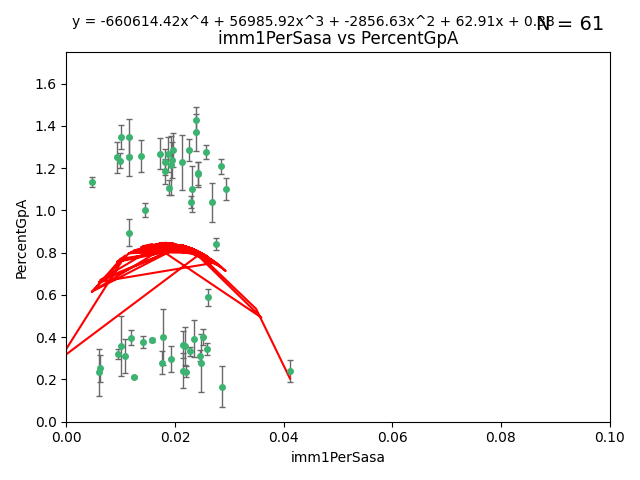 y = -660614.42x^4 + 56985.92x^3 + -2856.63x^2 + 62.91x + 0.33
N = 61
imm1PerSasa vs PercentGpA
PercentGpA
1.6
1.4
1.2
1.0
0.8
0.6
0.4
0.2
0.0
0.00 0.02 0.04 0.06 0.08 0.10
imm1PerSasa